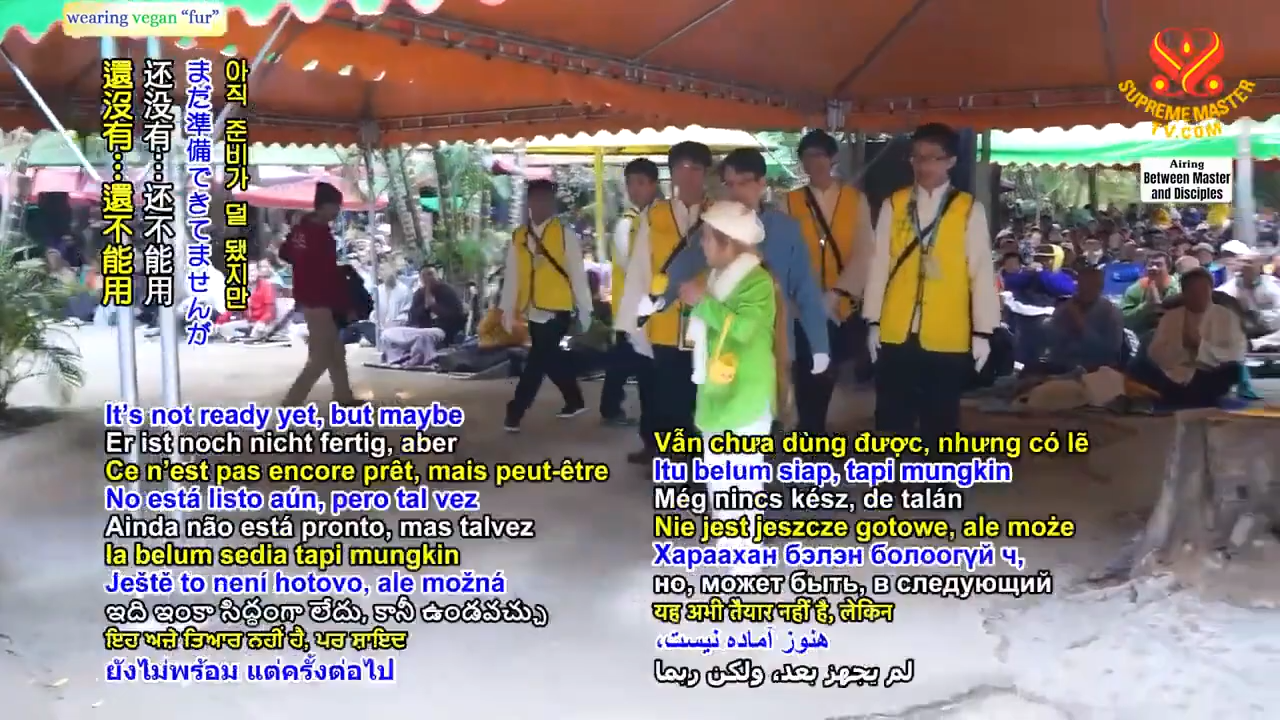 wearing vegan “fur”
SUPREME MASTER
TV.COM
Airing
Between Master
and Disciples
아직 준비가 덜 됐지만
まだ準備できてませんが
还没有…还不能用
還沒有…還不能用
It’s not ready yet, but maybe
Er ist noch nicht fertig, aber
Ce n’est pas encore prêt, mais peut-être
No está listo aún, pero tal vez
Ainda não está pronto, mas talvez
Ia belum sedia tapi mungkin
Ještě to není hotovo, ale možná
ఇది ఇంకా సిద్ధంగా లేదు, కానీ ఉండవచ్చు
ਇਹ ਅਜੇ ਤਿਆਰ ਨਹੀਂ ਹੈ, ਪਰ ਸ਼ਾਇਦ
ยังไม่พร้อม แต่ครั้งต่อไป
Vẫn chưa dùng được, nhưng có lẽ
Itu belum siap, tapi mungkin
Még nincs kész, de talán
Nie jest jeszcze gotowe, ale może
Хараахан бэлэн болоогүй ч,
но, может быть, в следующий
यह अभी तैयार नहीं है, लेकिन
هنوز آماده نیست،
لم يجهز بعد، ولكن ربما